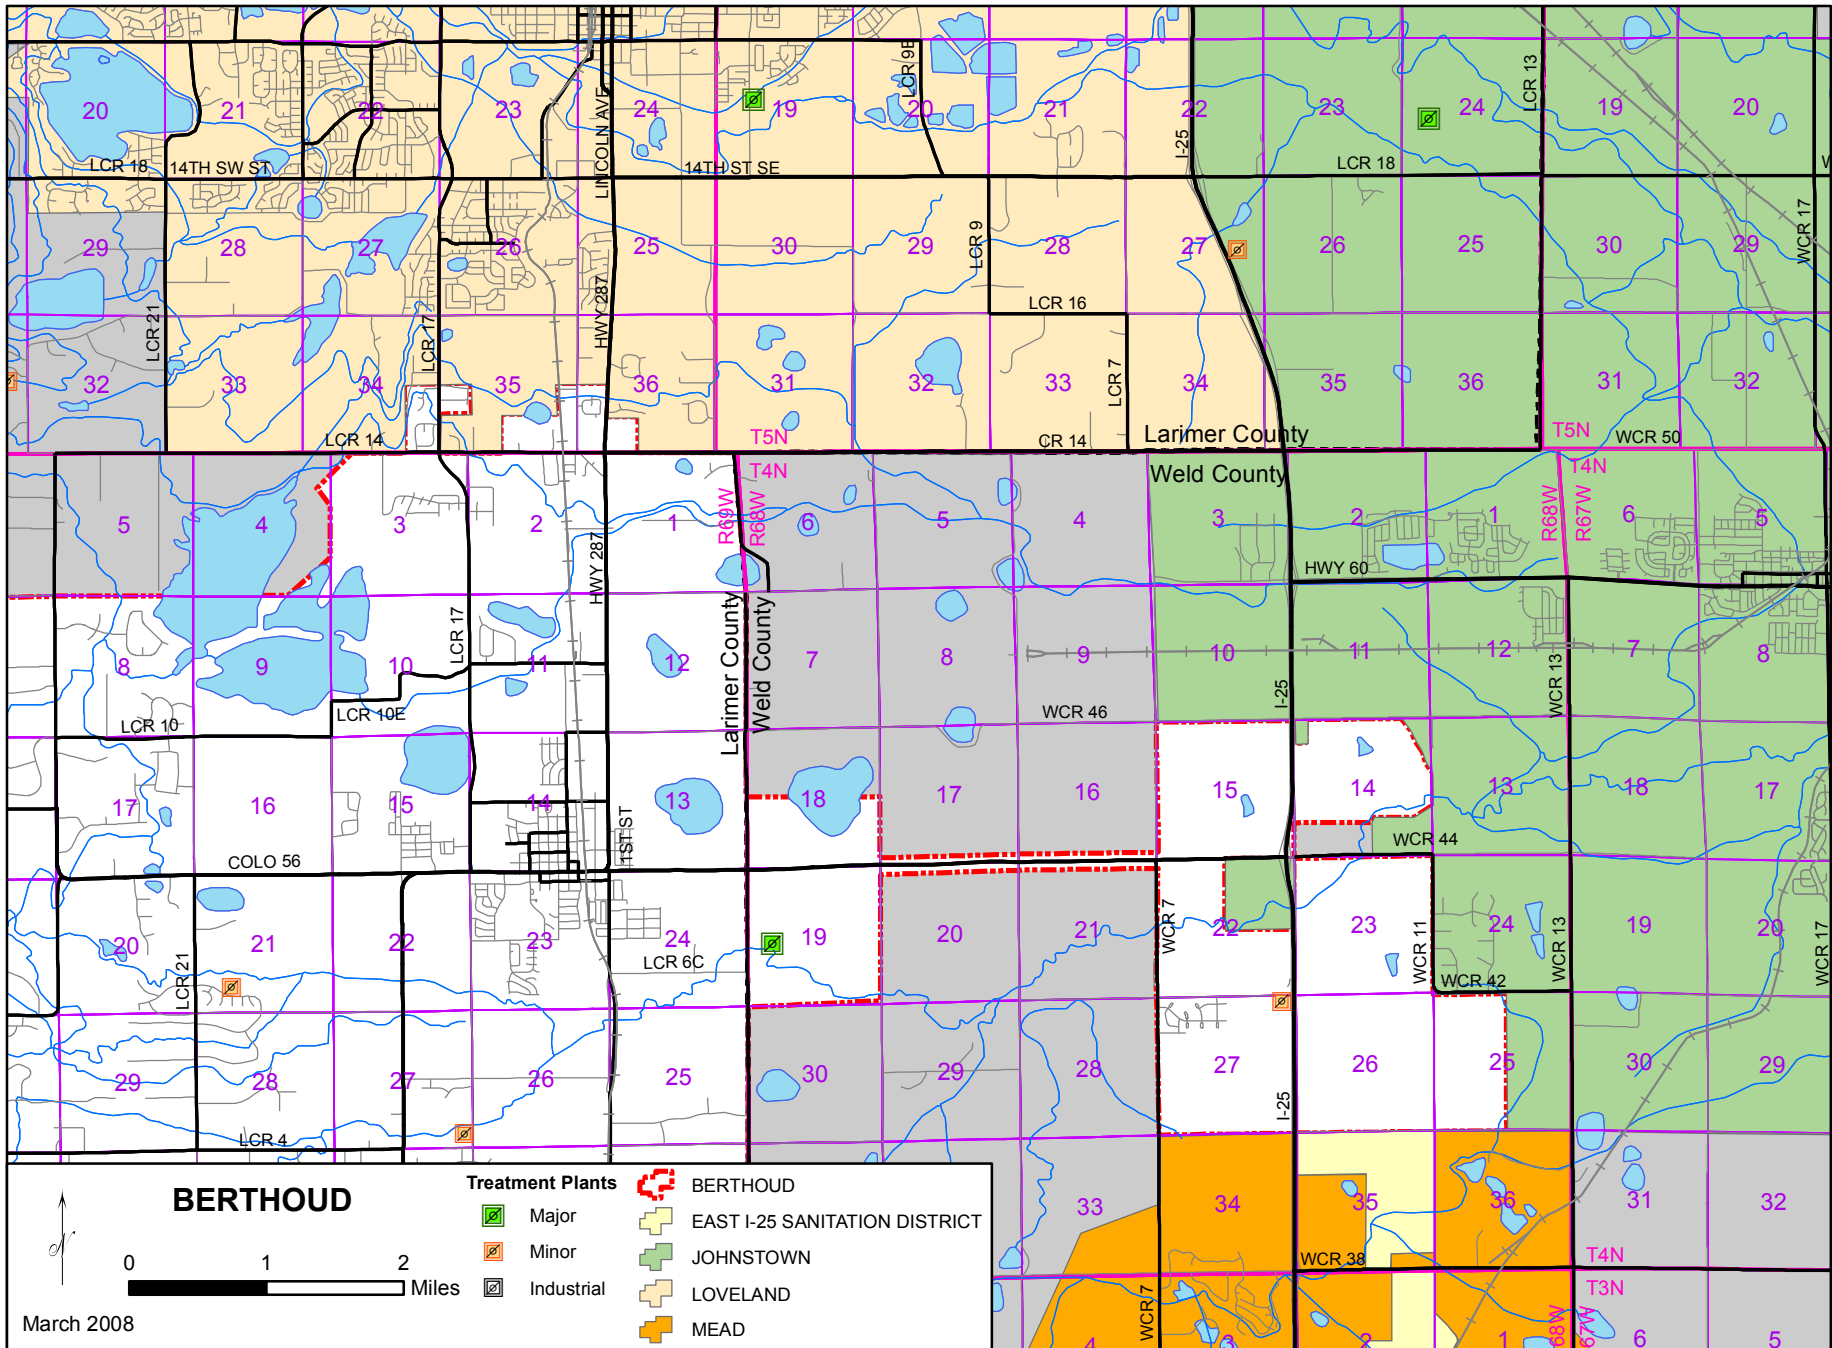 20 21 22 23 24 19 20 21 22 23 24 19 20
LCR 9E
LCR 13
I-25
LINCOLN AVE
LCR 18 14TH SW ST 14TH ST SE LCR 18 W
29 28 27 26 25 30 29 28 27 26 25 30 29
LCR 9
WCR 17
LCR 16
LCR 21
LCR 17
HWY 287
LCR 7
32 33 34 35 36 31 32 33 34 35 36 31 32
LCR 14 T5N CR 14 Larimer County T5N WCR 50
T4N Weld County T4N
5 4 3 2 1 6 5 4 3 2 1 6 5
R69W
R68W
R68W
R67W
HWY 287
HWY 60
Larimer County
Weld County
LCR 17
8 9 10 11 12 7 8 9 10 11 12 7 8
WCR 13
I-25
LCR 10 LCR 10E WCR 46
17 16 15 14 13 18 17 16 15 14 13 18 17
1ST ST
WCR 44
COLO 56
20 21 22 23 24 19 20 21 22 23 24 19 20
WCR 7
WCR 11
WCR 13
WCR 17
LCR 21
LCR 6C
WCR 42
29 28 27 26 25 30 29 28 27 26 25 30 29
I-25
LCR 4
33 34 35 36 31 32
WCR 38 T4N
T3N
WCR 7
68W
67W
4 3 2 1 6 5
BERTHOUD
N
0 1 2
Miles
March 2008
Treatment Plants
Major
Minor
Industrial
BERTHOUD
EAST I-25 SANITATION DISTRICT
JOHNSTOWN
LOVELAND
MEAD